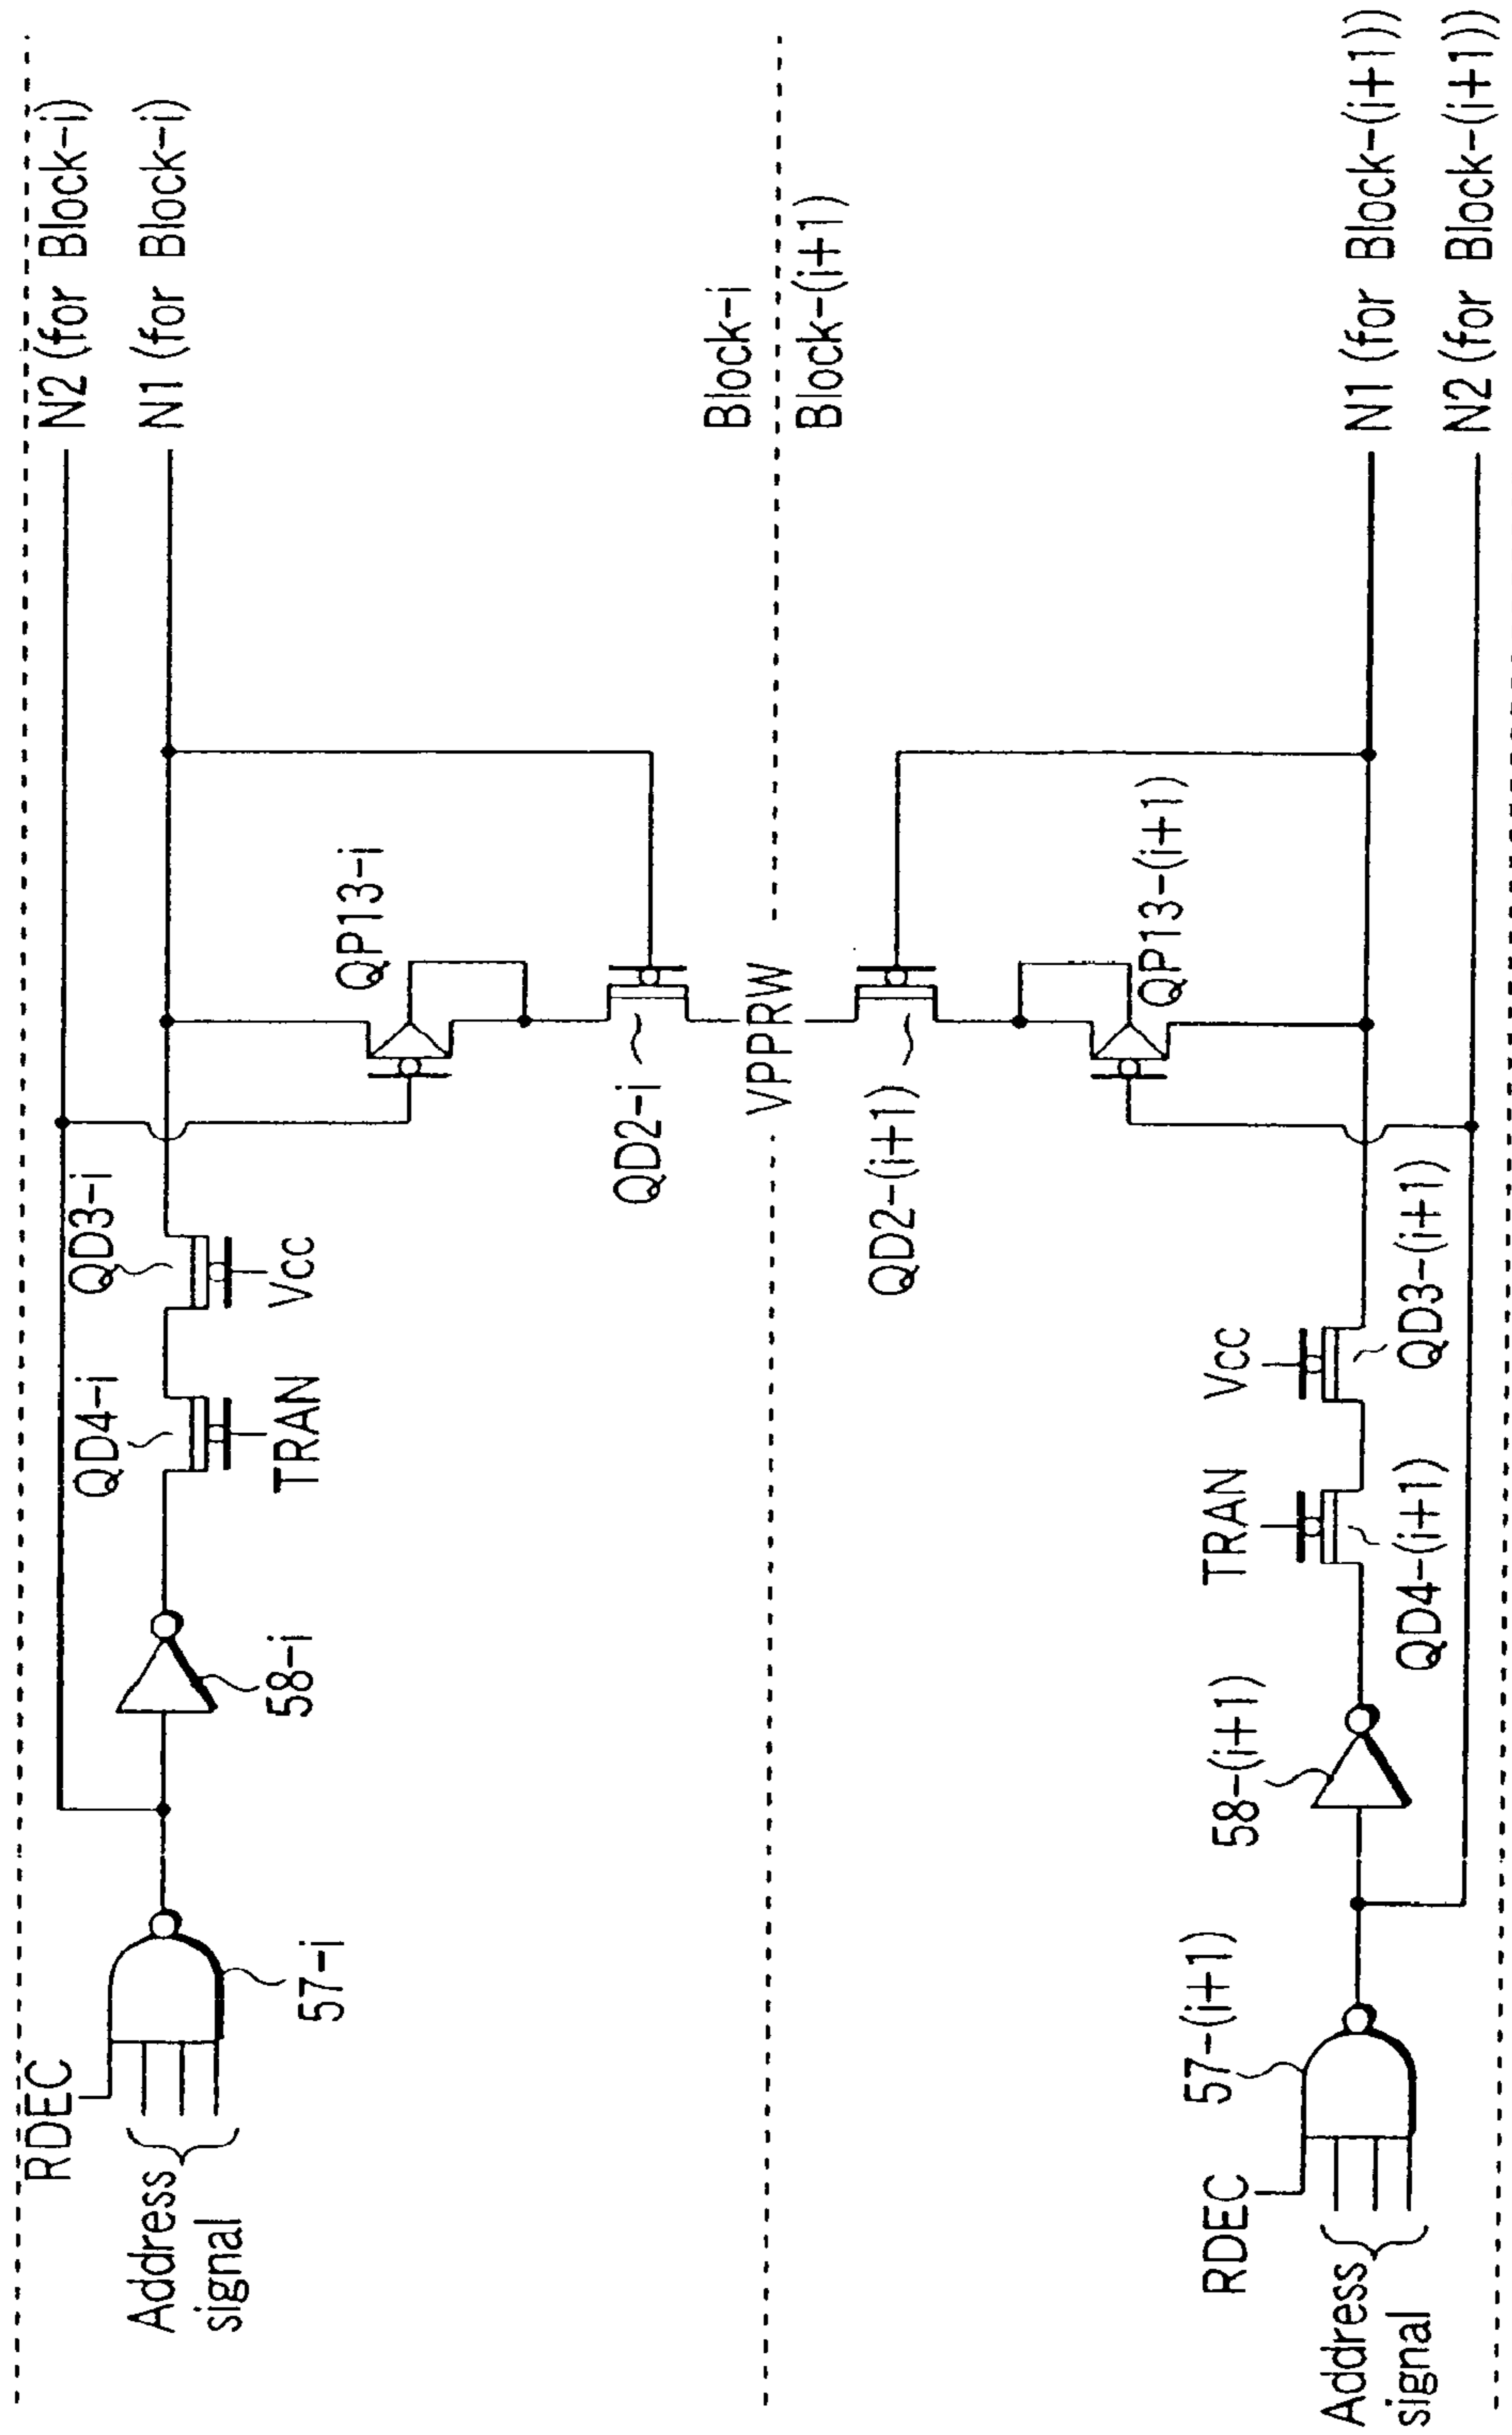 RDEC
Address
signal
57-i
58-i
QD4-i
TRAN
QD3-i
Vcc
QP13-i
QD2-i
N2 (for Block-i)
N1 (for Block-i)
VPPRW
Block-i
Block-(i+1)
QD2-(i+1)
QP13-(i+1)
RDEC
Address
signal
57-(i+1)
58-(i+1)
TRAN
QD4-(i+1)
Vcc
QD3-(i+1)
N1 (for Block-(i+1))
N2 (for Block-(i+1))